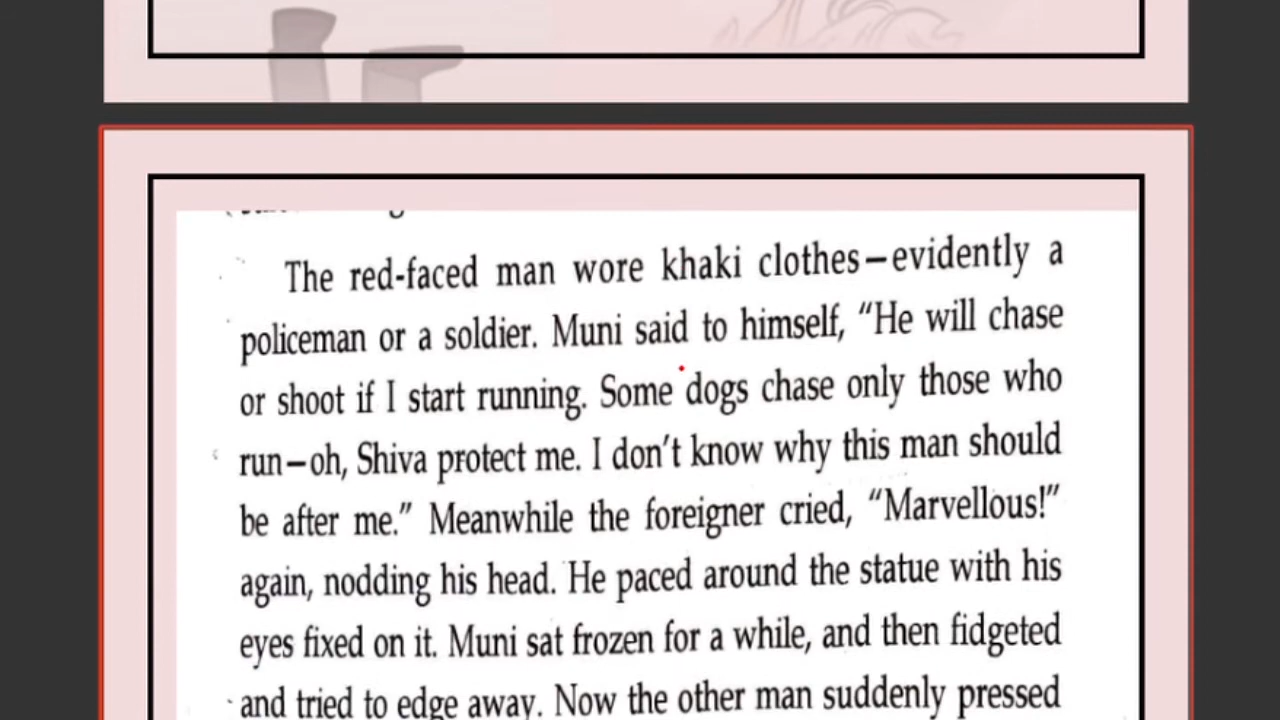 The red-faced man wore khaki clothes—evidently a
policeman or a soldier. Muni said to himself, “He will chase
or shoot if I start running. Some dogs chase only those who
run—oh, Shiva protect me. I don’t know why this man should
be after me.” Meanwhile the foreigner cried, “Marvellous!”
again, nodding his head. He paced around the statue with his
eyes fixed on it. Muni sat frozen for a while, and then fidgeted
and tried to edge away. Now the other man suddenly pressed